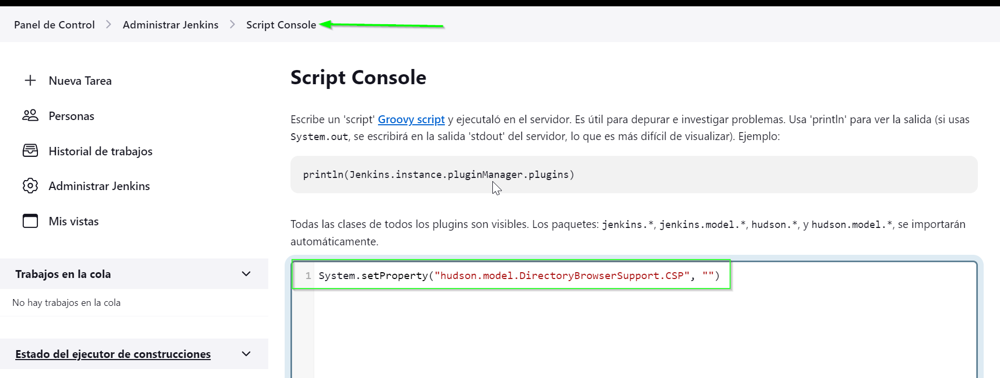 Panel de Control > Administrar Jenkins > Script Console
Nueva Tarea
Personas
Historial de trabajos
Administrar Jenkins
Mis vistas
Trabajos en la cola
No hay trabajos en la cola
Estado del ejecutor de construcciones
Script Console
Escribe un 'script' Groovy script y ejecutaló en el servidor. Es útil para depurar e investigar problemas. Usa 'println' para ver la salida (si usas
System.out, se escribirá en la salida 'stdout' del servidor, lo que es más difícil de visualizar). Ejemplo:
println(Jenkins.instance.pluginManager.plugins)
Todas las clases de todos los plugins son visibles. Los paquetes: jenkins.*, jenkins.model.*, hudson.*, y hudson.model.*, se importarán
automáticamente.
1 System.setProperty("hudson.model.DirectoryBrowserSupport.CSP", "")